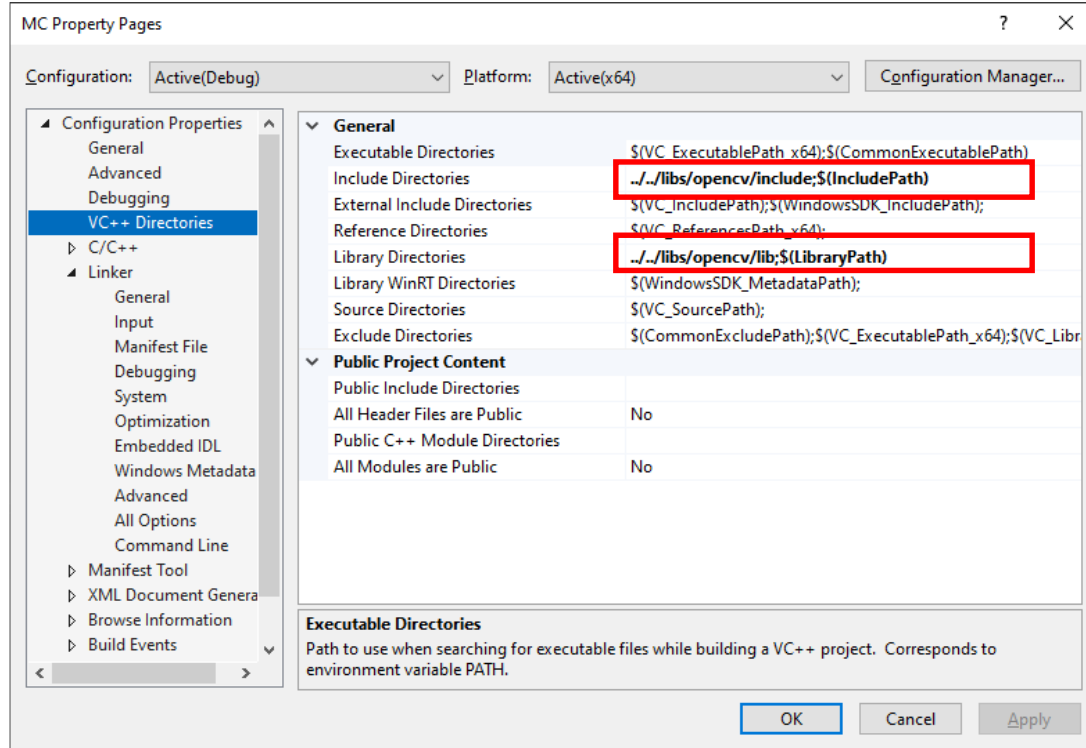 MC Property Pages
? ×
Configuration: Active(Debug) Platform: Active(x64) Configuration Manager...
Configuration Properties
General
Advanced
Debugging
VC++ Directories
C/C++
Linker
General
Input
Manifest File
Debugging
System
Optimization
Embedded IDL
Windows Metadata
Advanced
All Options
Command Line
Manifest Tool
XML Document Genera
Browse Information
Build Events
General
Executable Directories $(VC_ExecutablePath_x64);$(CommonExecutablePath)
Include Directories ../../libs/opencv/include;$(IncludePath)
External Include Directories $(VC_IncludePath);$(WindowsSDK_IncludePath);
Reference Directories $(VC_ReferencesPath_x64);
Library Directories ../../libs/opencv/lib;$(LibraryPath)
Library WinRT Directories $(WindowsSDK_MetadataPath);
Source Directories $(VC_SourcePath);
Exclude Directories $(CommonExcludePath);$(VC_ExecutablePath_x64);$(VC_Libr
Public Project Content
Public Include Directories
All Header Files are Public No
Public C++ Module Directories
All Modules are Public No
Executable Directories
Path to use when searching for executable files while building a VC++ project. Corresponds to
environment variable PATH.
OK Cancel Apply